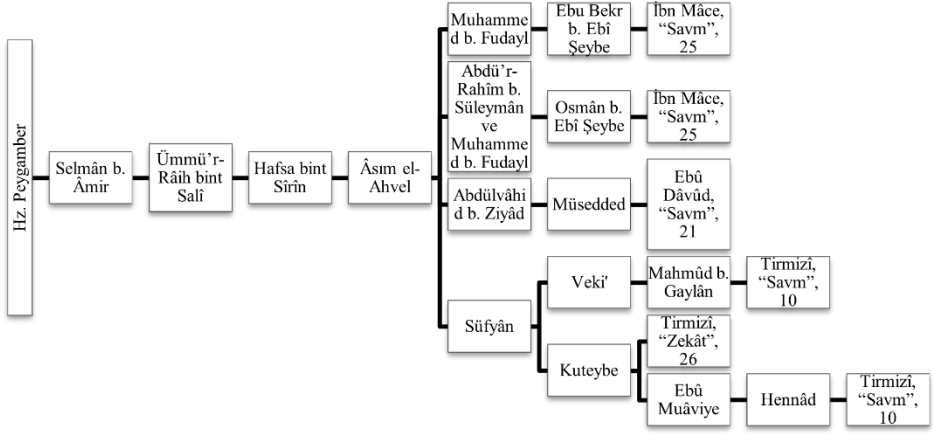 Hz. Peygamber
Selmân b.
Âmir
Ümmü’r-
Râih bint
Salî
Hafsa bint
Sîrîn
Âsım el-
Ahvel
Muhamme
d b. Fudayl
Ebu Bekr
b. Ebî
Şeybe
İbn Mâce,
“Savm”,
25
Abdü’r-
Rahîm b.
Süleymân
ve
Muhamme
d b. Fudayl
Osmân b.
Ebî Şeybe
İbn Mâce,
“Savm”,
25
Abdülvâhi
d b. Ziyâd
Müsedded
Ebû
Dâvûd,
“Savm”,
21
Süfyân
Veki'
Mahmûd b.
Gaylân
Tirmizî,
“Savm”,
10
Kuteybe
Tirmizî,
“Zekât”,
26
Ebû
Muâviye
Hennâd
Tirmizî,
“Savm”,
10